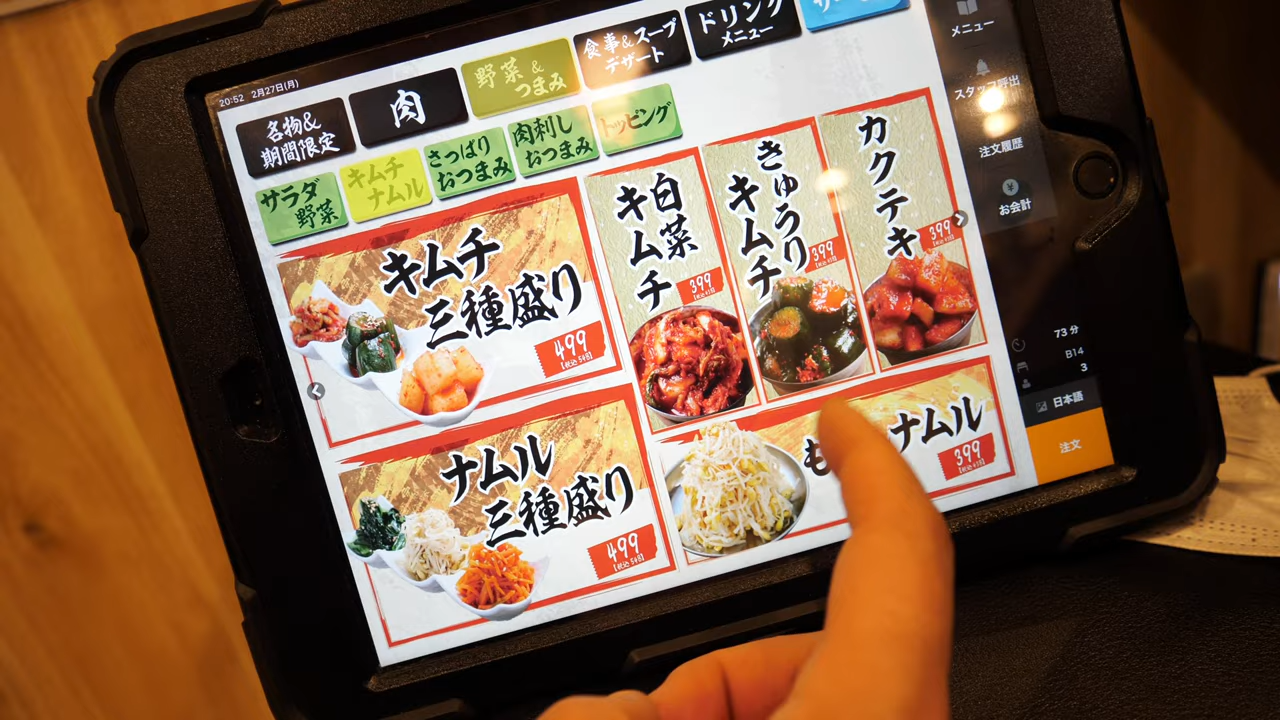 20:52 2月27日(月)
名物&
期間限定
肉
野菜&
つまみ
食事&スープ
デザート
ドリンク
メニュー
サラダ
野菜
キムチ
ナムル
さっぱり
おつまみ
肉刺し
おつまみ
トッピング
キムチ
三種盛り
499
白菜
キムチ
399
きゅうり
キムチ
399
カクテキ
399
ナムル
三種盛り
499
も
ナムル
399
メニュー
スタッフ呼出
注文履歴
お会計
73分
B14
3
日本語
注文